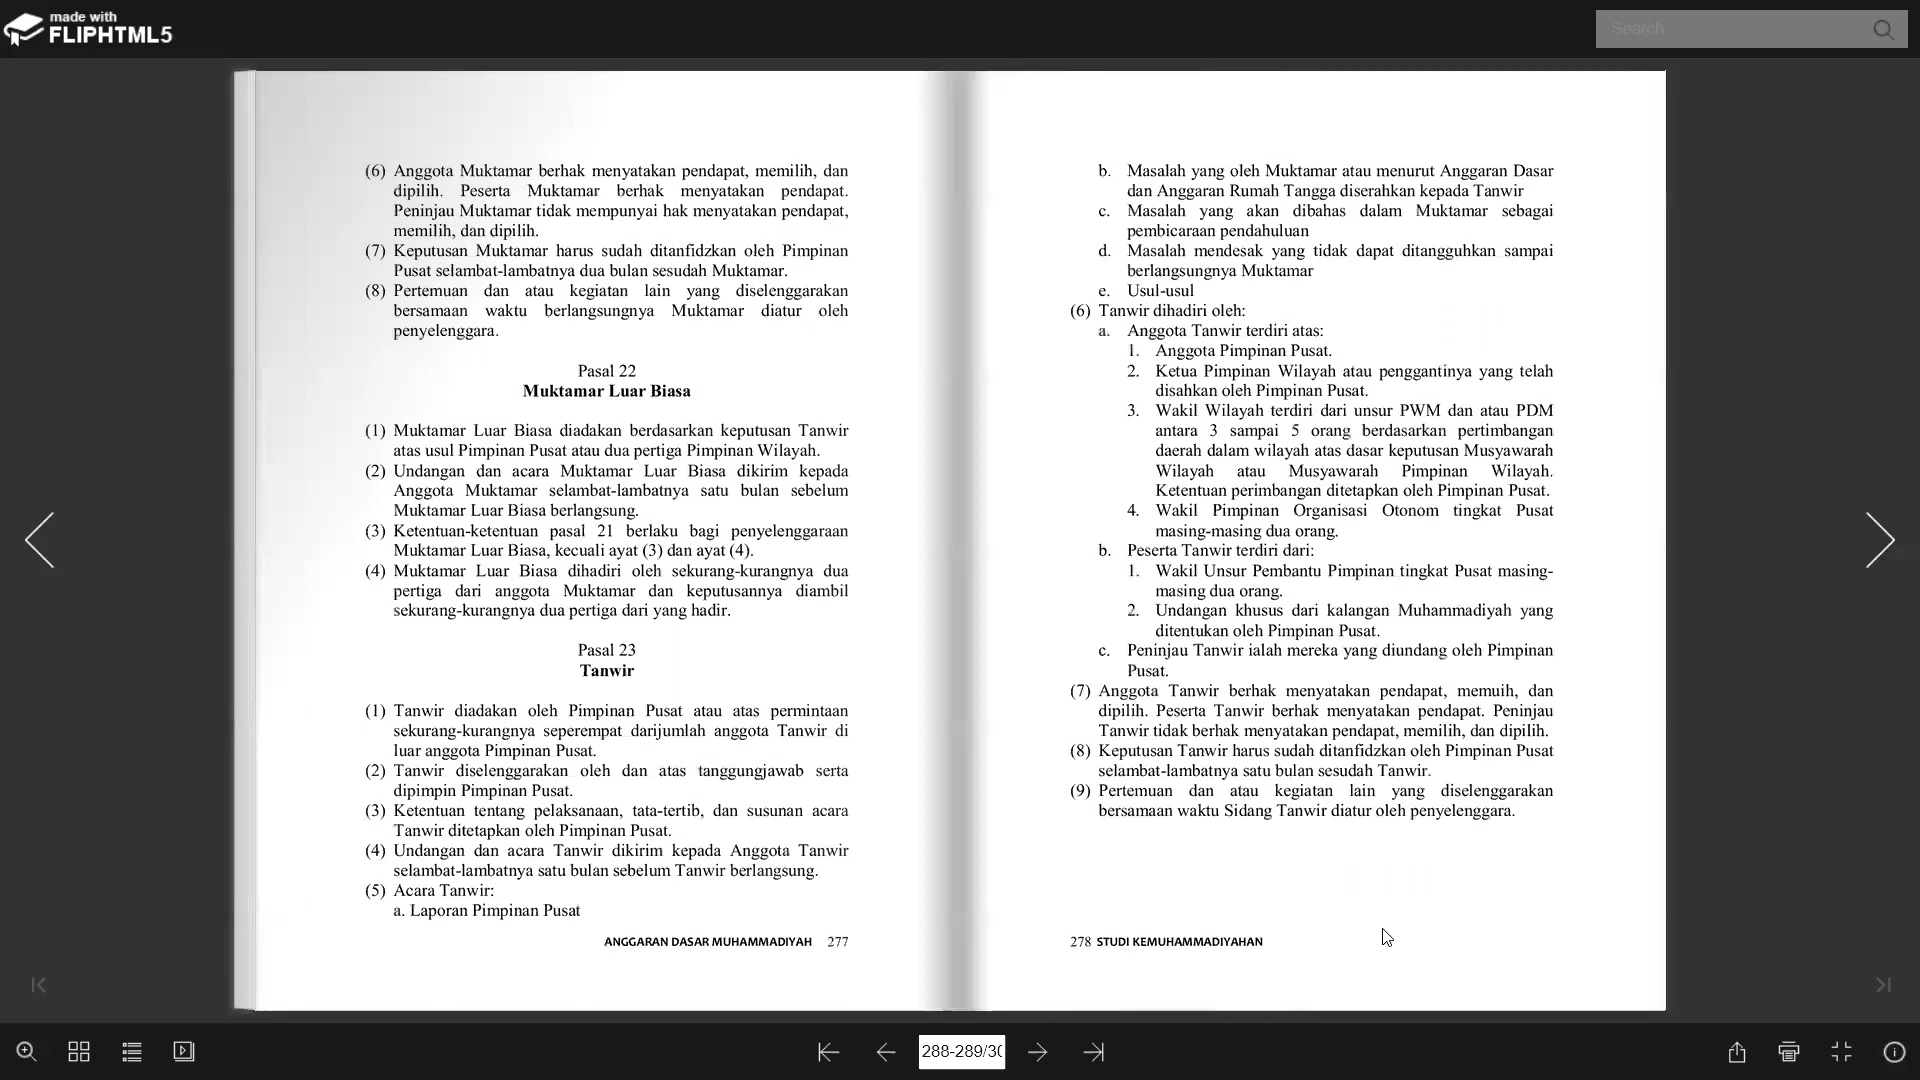 made with
FLIPHTML5
Search
(6) Anggota Muktamar berhak menyatakan pendapat, memilih, dan
dipilih. Peserta Muktamar berhak menyatakan pendapat.
Peninjau Muktamar tidak mempunyai hak menyatakan pendapat,
memilih, dan dipilih.
(7) Keputusan Muktamar harus sudah ditanfidzkan oleh Pimpinan
Pusat selambat-lambatnya dua bulan sesudah Muktamar.
(8) Pertemuan dan atau kegiatan lain yang diselenggarakan
bersamaan waktu berlangsungnya Muktamar diatur oleh
penyelenggara.
Pasal 22
Muktamar Luar Biasa
(1) Muktamar Luar Biasa diadakan berdasarkan keputusan Tanwir
atas usul Pimpinan Pusat atau dua pertiga Pimpinan Wilayah.
(2) Undangan dan acara Muktamar Luar Biasa dikirim kepada
Anggota Muktamar selambat-lambatnya satu bulan sebelum
Muktamar Luar Biasa berlangsung.
(3) Ketentuan-ketentuan pasal 21 berlaku bagi penyelenggaraan
Muktamar Luar Biasa, kecuali ayat (3) dan ayat (4).
(4) Muktamar Luar Biasa dihadiri oleh sekurang-kurangnya dua
pertiga dari anggota Muktamar dan keputusannya diambil
sekurang-kurangnya dua pertiga dari yang hadir.
Pasal 23
Tanwir
(1) Tanwir diadakan oleh Pimpinan Pusat atau atas permintaan
sekurang-kurangnya seperempat darijumlah anggota Tanwir di
luar anggota Pimpinan Pusat.
(2) Tanwir diselenggarakan oleh dan atas tanggungjawab serta
dipimpin Pimpinan Pusat.
(3) Ketentuan tentang pelaksanaan, tata-tertib, dan susunan acara
Tanwir ditetapkan oleh Pimpinan Pusat.
(4) Undangan dan acara Tanwir dikirim kepada Anggota Tanwir
selambat-lambatnya satu bulan sebelum Tanwir berlangsung.
(5) Acara Tanwir:
a. Laporan Pimpinan Pusat
ANGGARAN DASAR MUHAMMADIYAH 277
b. Masalah yang oleh Muktamar atau menurut Anggaran Dasar
dan Anggaran Rumah Tangga diserahkan kepada Tanwir
c. Masalah yang akan dibahas dalam Muktamar sebagai
pembicaraan pendahuluan
d. Masalah mendesak yang tidak dapat ditangguhkan sampai
berlangsungnya Muktamar
e. Usul-usul
(6) Tanwir dihadiri oleh:
a. Anggota Tanwir terdiri atas:
1. Anggota Pimpinan Pusat.
2. Ketua Pimpinan Wilayah atau penggantinya yang telah
disahkan oleh Pimpinan Pusat.
3. Wakil Wilayah terdiri dari unsur PWM dan atau PDM
antara 3 sampai 5 orang berdasarkan pertimbangan
daerah dalam wilayah atas dasar keputusan Musyawarah
Wilayah atau Musyawarah Pimpinan Wilayah.
Ketentuan perimbangan ditetapkan oleh Pimpinan Pusat.
4. Wakil Pimpinan Organisasi Otonom tingkat Pusat
masing-masing dua orang.
b. Peserta Tanwir terdiri dari:
1. Wakil Unsur Pembantu Pimpinan tingkat Pusat masing-
masing dua orang.
2. Undangan khusus dari kalangan Muhammadiyah yang
ditentukan oleh Pimpinan Pusat.
c. Peninjau Tanwir ialah mereka yang diundang oleh Pimpinan
Pusat.
(7) Anggota Tanwir berhak menyatakan pendapat, memuih, dan
dipilih. Peserta Tanwir berhak menyatakan pendapat. Peninjau
Tanwir tidak berhak menyatakan pendapat, memilih, dan dipilih.
(8) Keputusan Tanwir harus sudah ditanfidzkan oleh Pimpinan Pusat
selambat-lambatnya satu bulan sesudah Tanwir.
(9) Pertemuan dan atau kegiatan lain yang diselenggarakan
bersamaan waktu Sidang Tanwir diatur oleh penyelenggara.
278 STUDI KEMUHAMMADIYAHAN
288-289/30